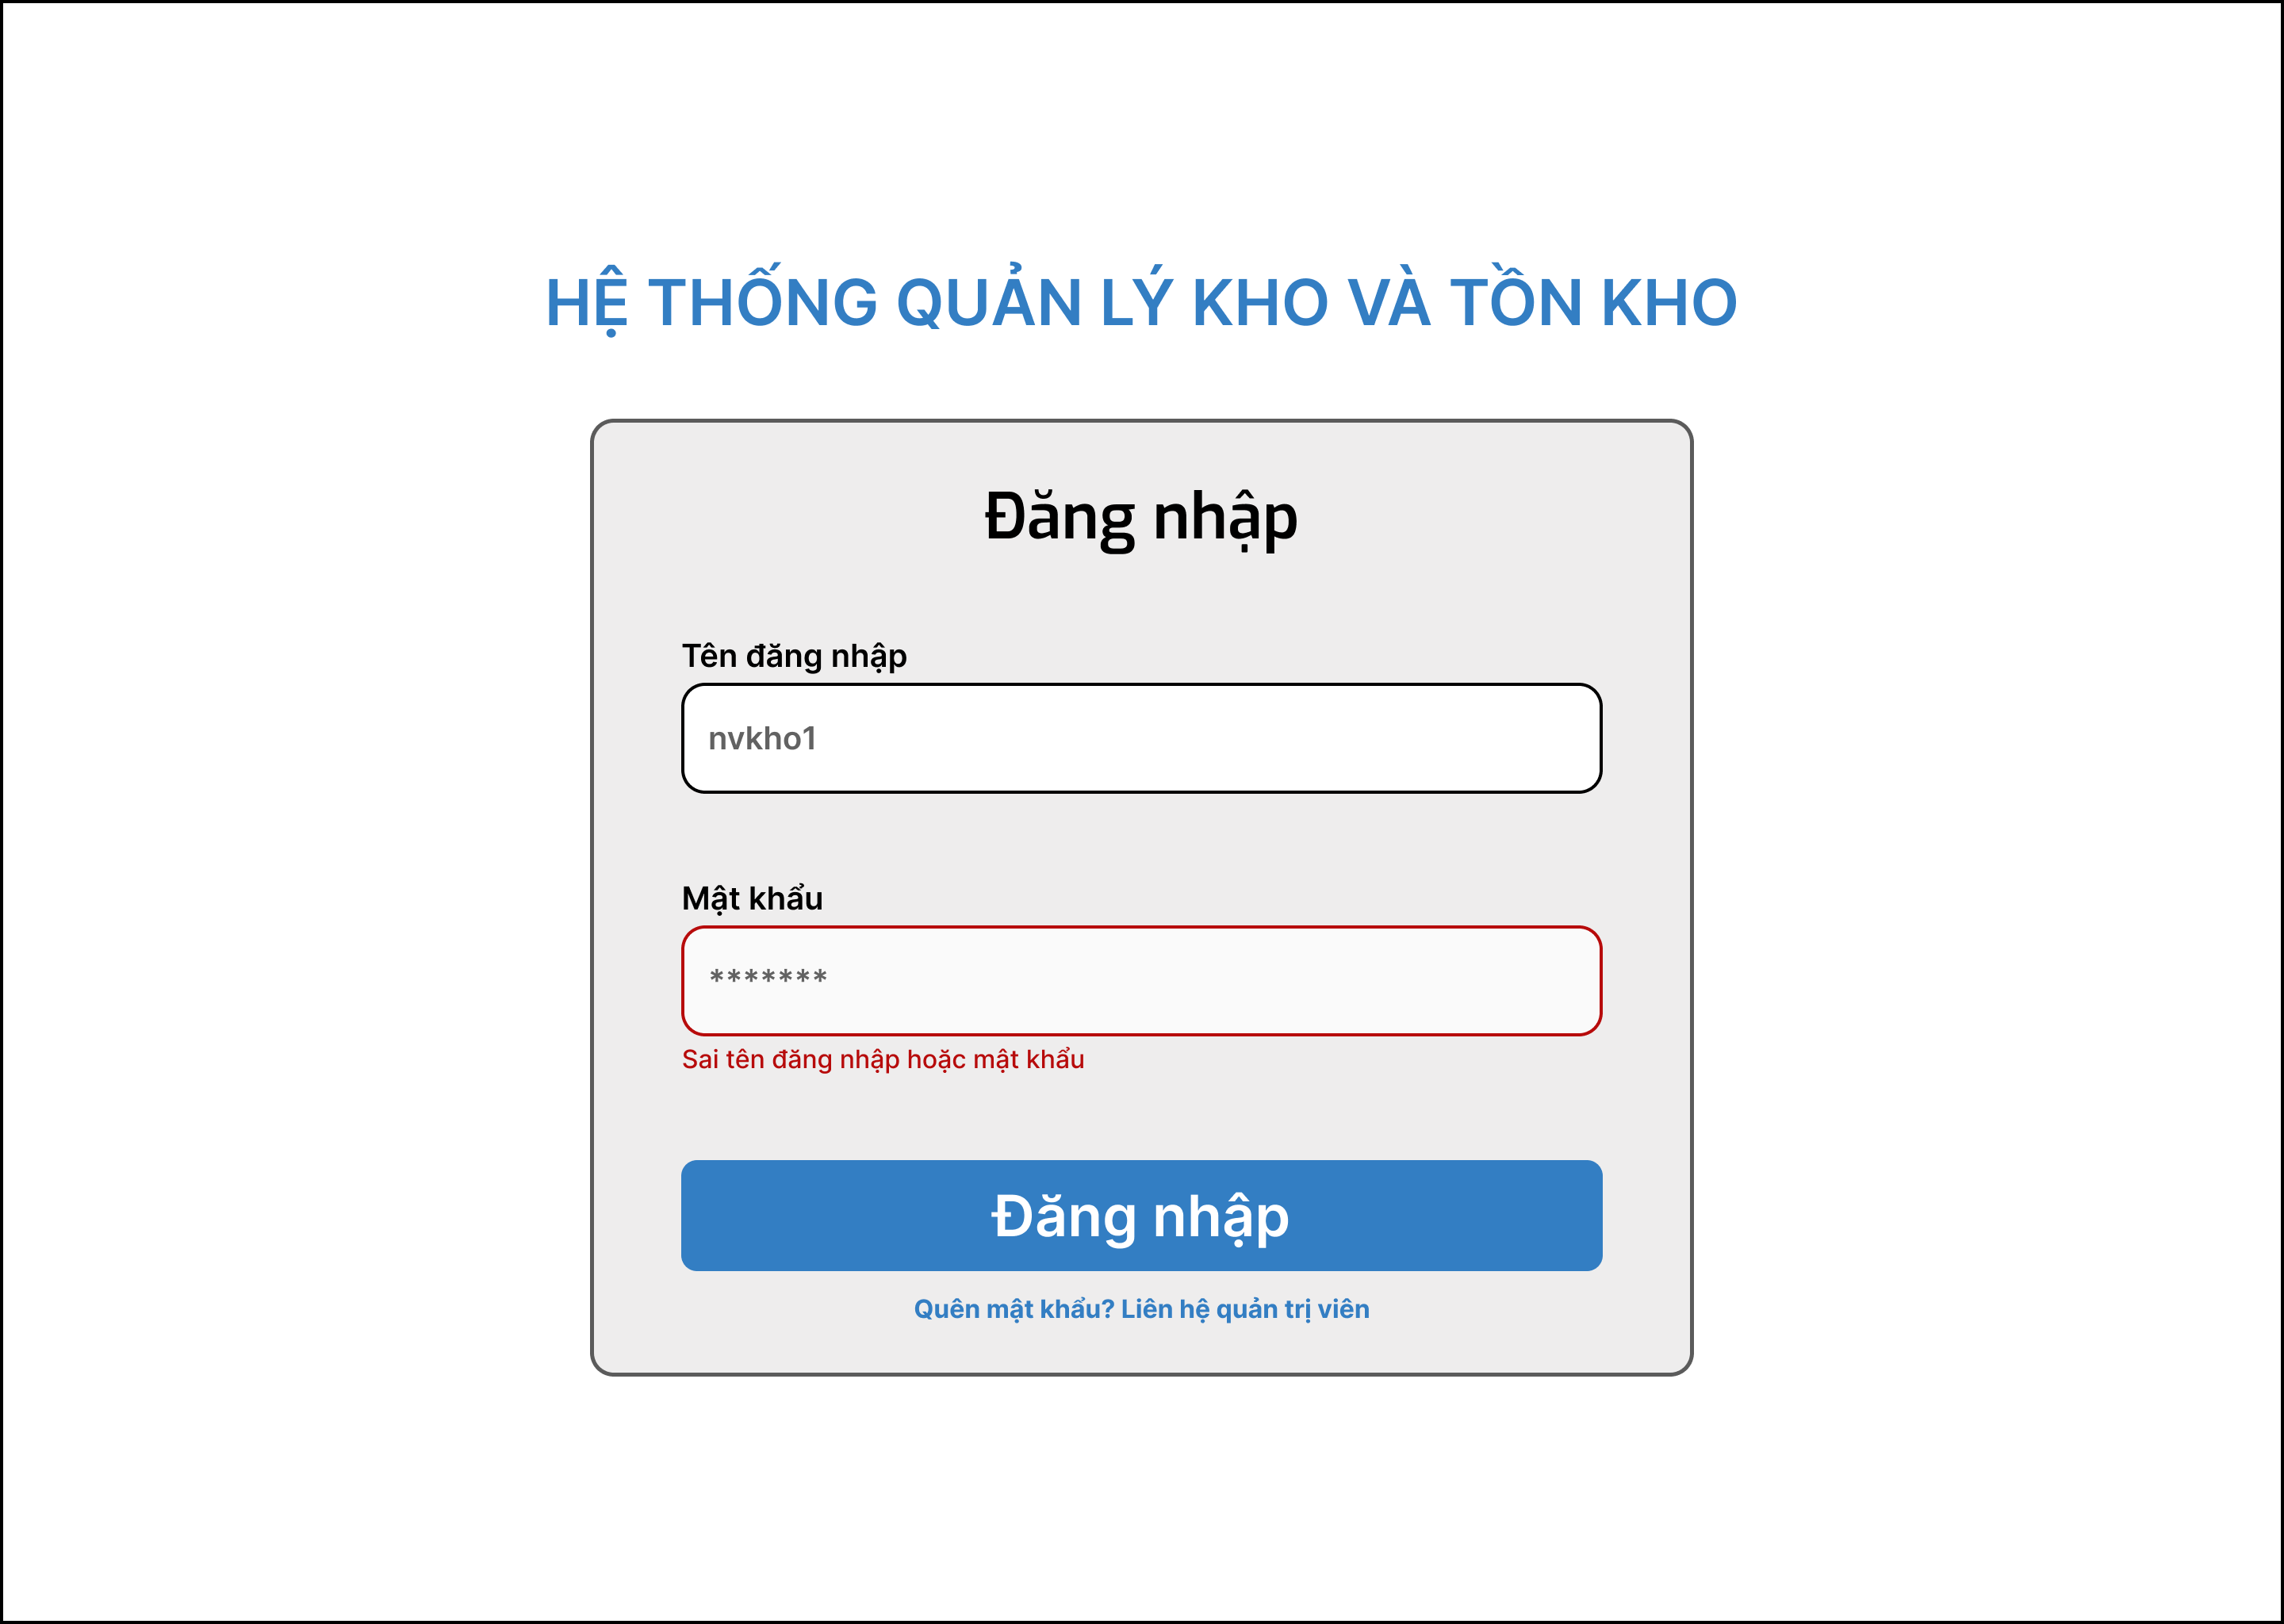 HỆ THỐNG QUẢN LÝ KHO VÀ TỒN KHO
Đăng nhập
Tên đăng nhập
nvkho1
Mật khẩu
*******
Sai tên đăng nhập hoặc mật khẩu
Đăng nhập
Quên mật khẩu? Liên hệ quản trị viên